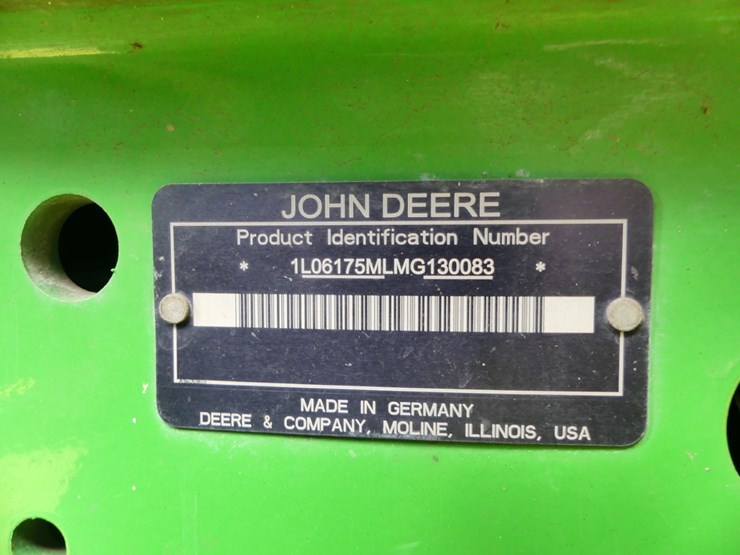 JOHN DEERE
Product Identification Number
* 1L06175MLMG130083 *
MADE IN GERMANY
DEERE & COMPANY, MOLINE, ILLINOIS, USA